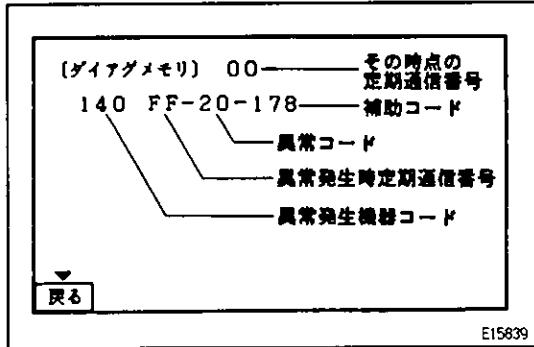 〔ダイアグメモリ〕 00
その時点の
定期通信番号
140 FF-20-178
補助コード
異常コード
異常発生時定期通信番号
異常発生機器コード
戻る
E15839